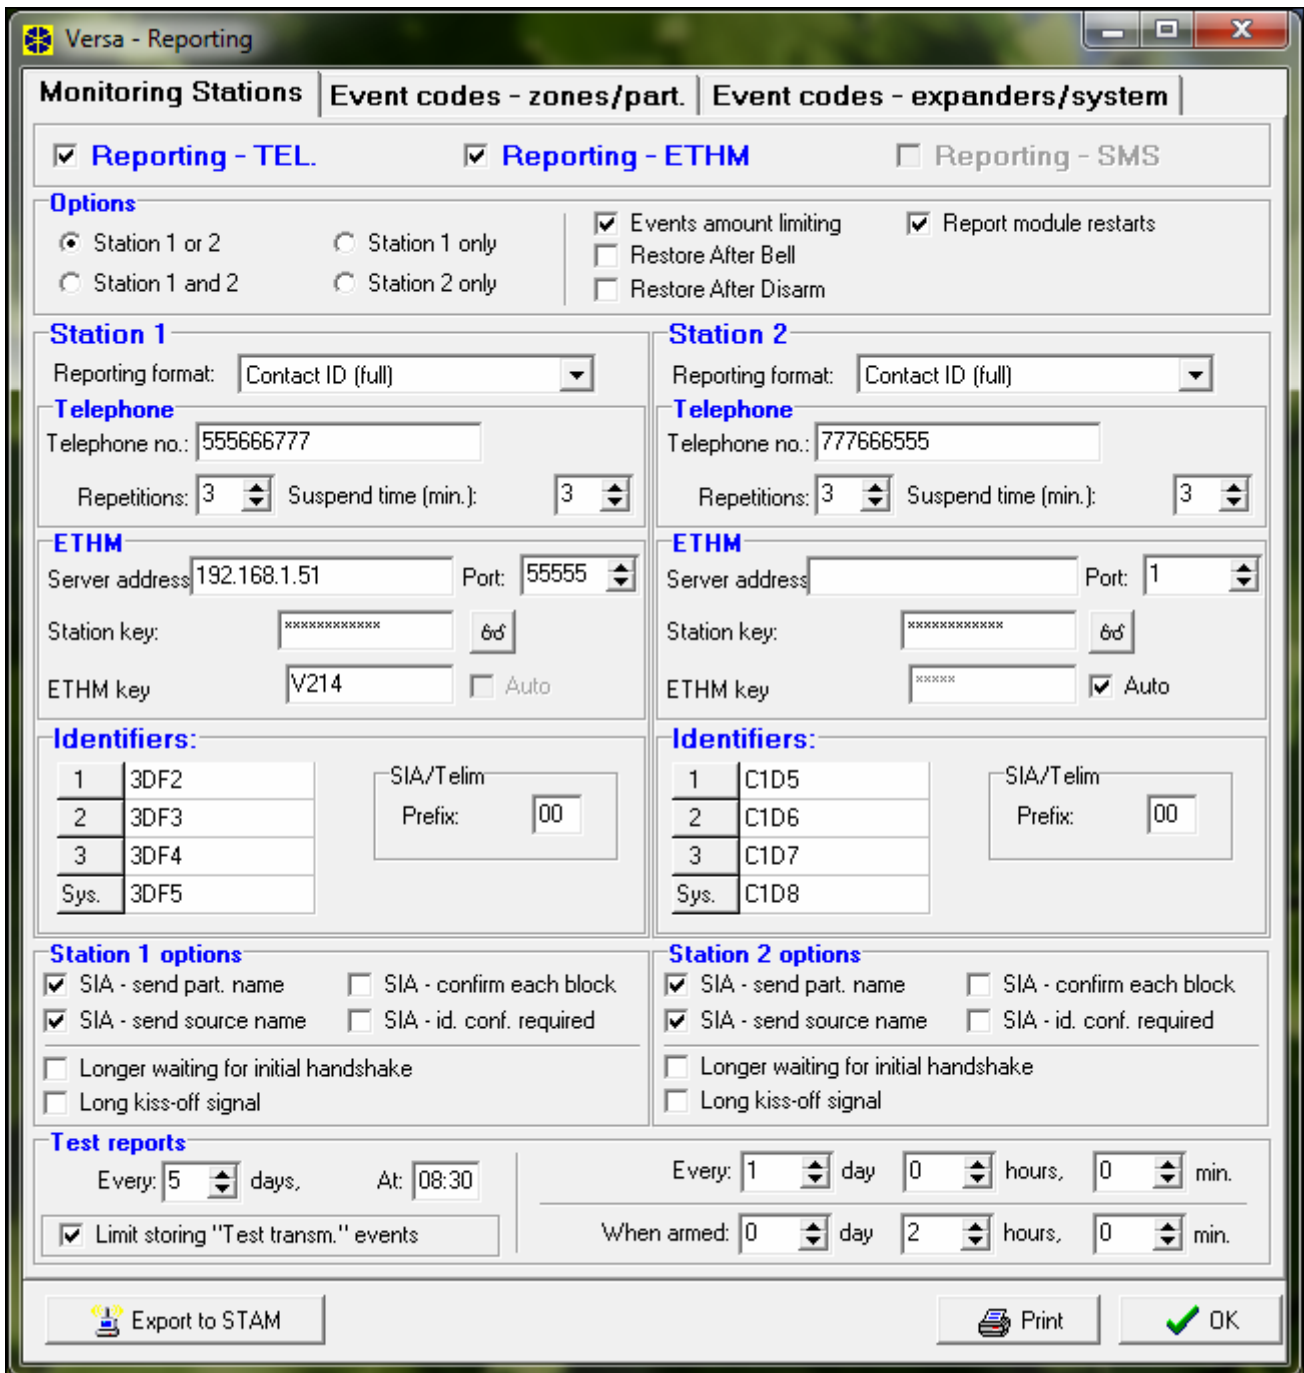 Versa - Reporting
Monitoring Stations Event codes - zones/part. Event codes - expanders/system
Reporting - TEL. Reporting - ETHM Reporting - SMS
Options
Station 1 or 2 Station 1 only Events amount limiting Report module restarts
Restore After Bell
Station 1 and 2 Station 2 only Restore After Disarm
Station 1 Station 2
Reporting format: Contact ID (full) Reporting format: Contact ID (full)
Telephone Telephone
Telephone no.: 555666777 Telephone no.: 777666555
Repetitions: 3 Suspend time (min.): 3 Repetitions: 3 Suspend time (min.): 3
ETHM ETHM
Server address 192.168.1.51 Port: 55555 Server address Port: 1
Station key: ************ Station key: ************
ETHM key V214 Auto ETHM key ***** Auto
Identifiers: Identifiers:
1 3DF2 SIA/Telim 1 C1D5 SIA/Telim
2 3DF3 Prefix: 00 2 C1D6 Prefix: 00
3 3DF4 3 C1D7
Sys. 3DF5 Sys. C1D8
Station 1 options Station 2 options
SIA - send part. name SIA - confirm each block SIA - send part. name SIA - confirm each block
SIA - send source name SIA - id. conf. required SIA - send source name SIA - id. conf. required
Longer waiting for initial handshake Longer waiting for initial handshake
Long kiss-off signal Long kiss-off signal
Test reports
Every: 5 days, At: 08:30 Every: 1 day 0 hours, 0 min.
Limit storing "Test transm." events When armed: 0 day 2 hours, 0 min.
Export to STAM Print OK